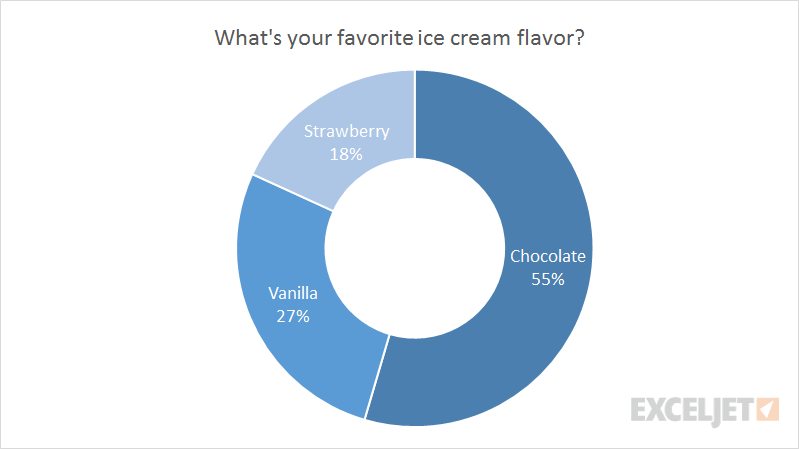 What's your favorite ice cream flavor?
Strawberry
18%
Chocolate
55%
Vanilla
27%
EXCELJET